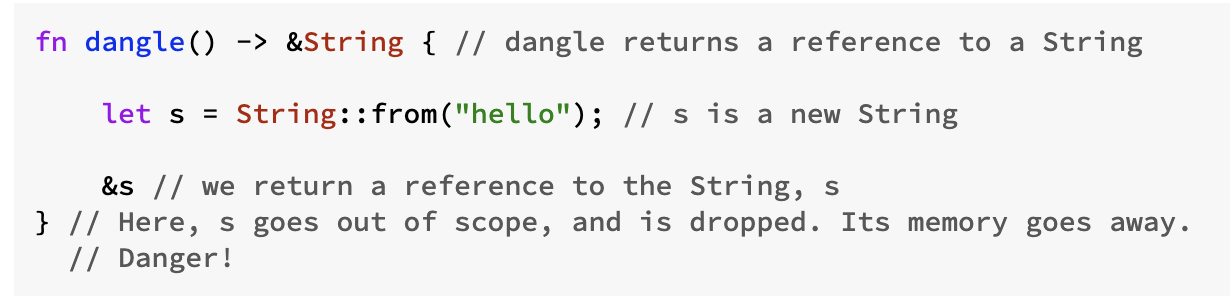 fn dangle() -> &String { // dangle returns a reference to a String
let s = String::from("hello"); // s is a new String
&s // we return a reference to the String, s
} // Here, s goes out of scope, and is dropped. Its memory goes away.
// Danger!